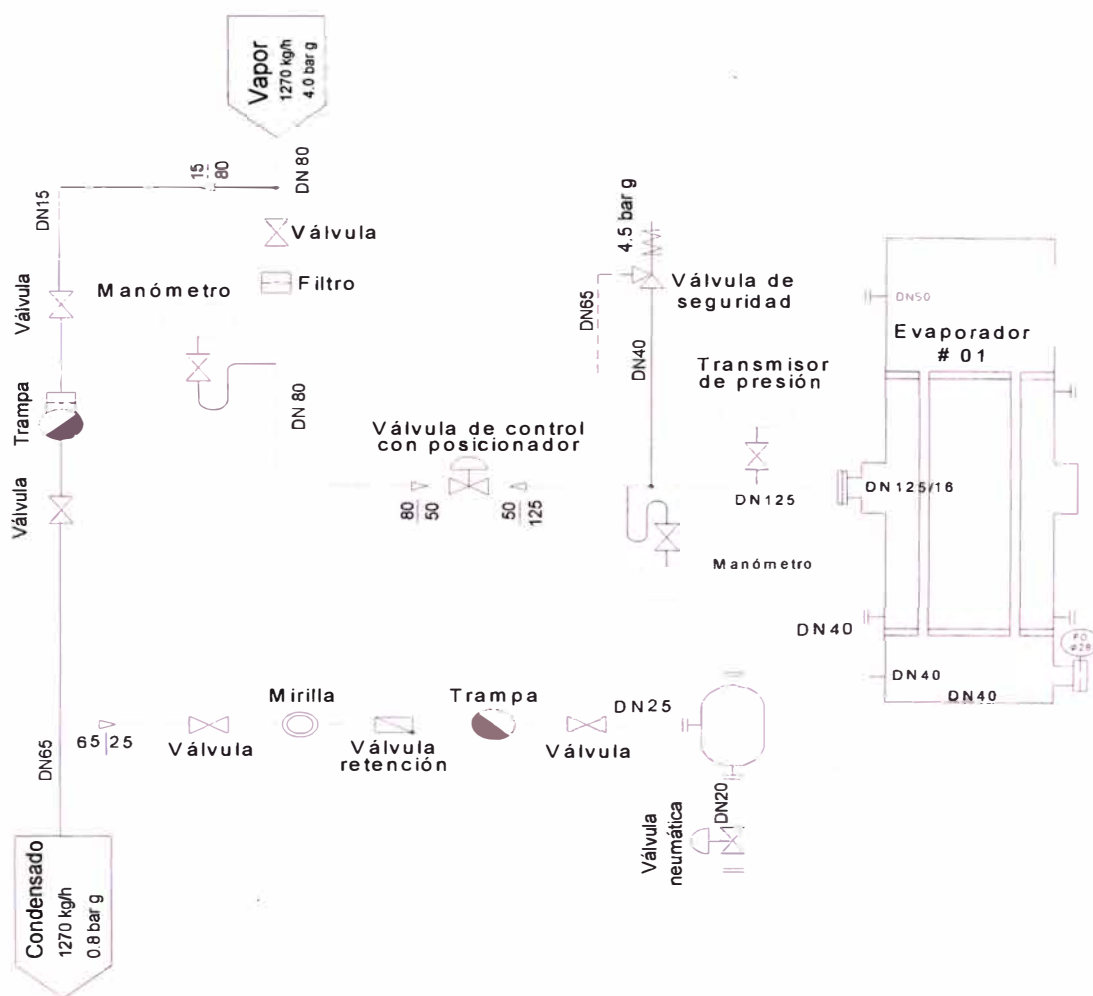 Vapor
1270 kg/h
4.0 bar g
DN15
15
80
DN 80
Válvula
Filtro
Válvula
Manómetro
Trampa
Válvula
DN 80
4.5 bar g
Válvula de
seguridad
DN65
DN40
Transmisor
de presión
Válvula de control
con posicionador
80
50
50
125
DN125
Manómetro
DN50
Evaporador
# 01
DN125/16
DN40
DN40
DN40
DN65
65
25
Válvula
Mirilla
Válvula
retención
Trampa
Válvula
DN25
DN20
Válvula
neumática
Condensado
1270 kg/h
0.8 bar g